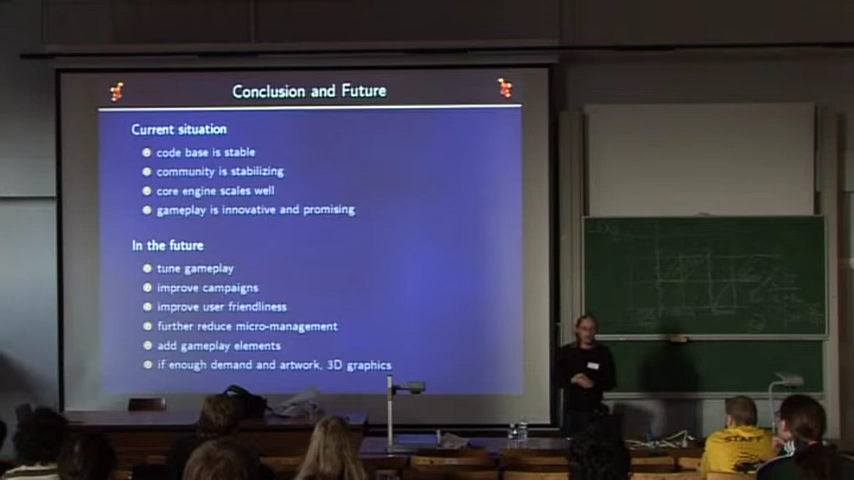 Conclusion and Future
Current situation
code base is stable
community is stabilizing
core engine scales well
gameplay is innovative and promising
In the future
tune gameplay
improve campaigns
improve user friendliness
further reduce micro-management
add gameplay elements
if enough demand and artwork, 3D graphics
STAFF